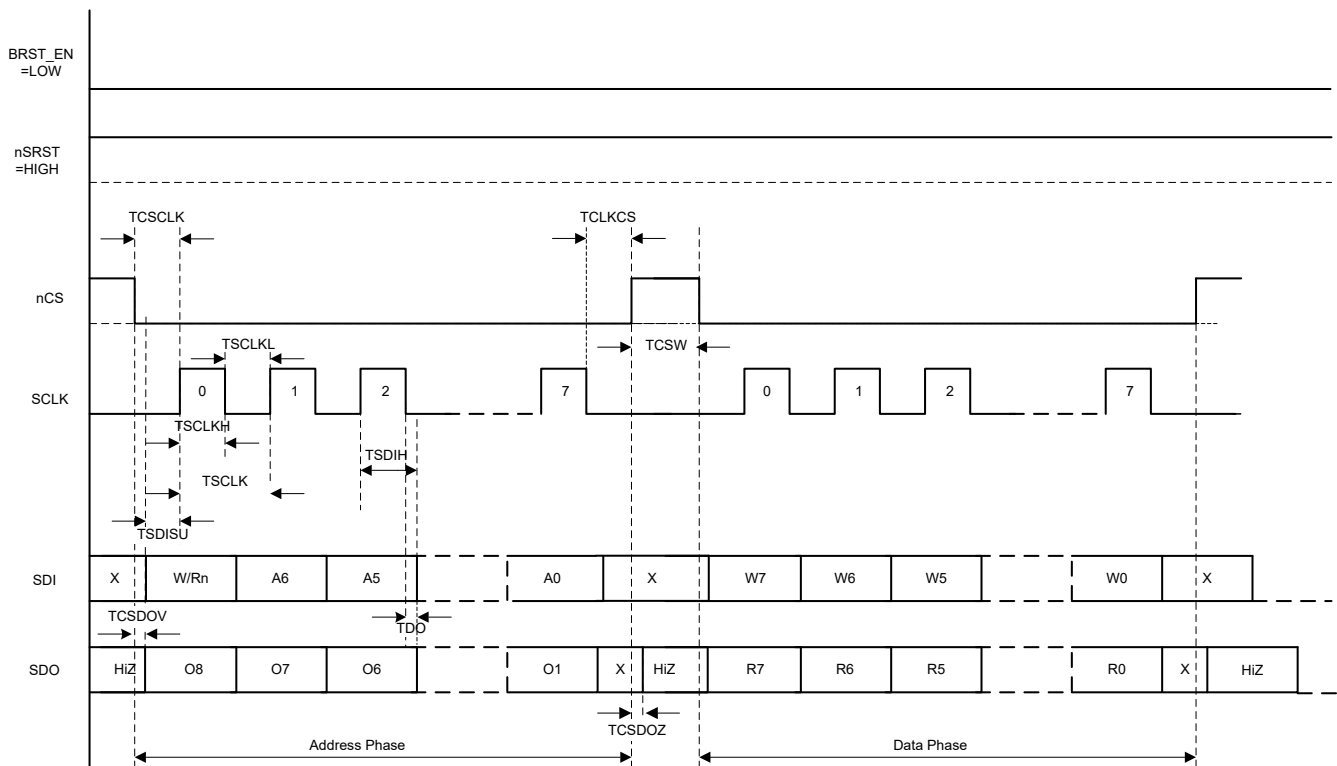 BRST_EN
=LOW
nSRST
=HIGH
TCSCLK
TCLKCS
nCS
TSCLKL
TCSW
SCLK
0
1
2
7
0
1
2
7
TSCLKH
TSDIH
TSCLK
TSDISU
SDI
X
W/Rn
A6
A5
A0
X
W7
W6
W5
W0
X
TCSDOV
TDO
SDO
HiZ
O8
O7
O6
O1
X
HiZ
R7
R6
R5
R0
X
HiZ
TCSDOZ
Address Phase
Data Phase